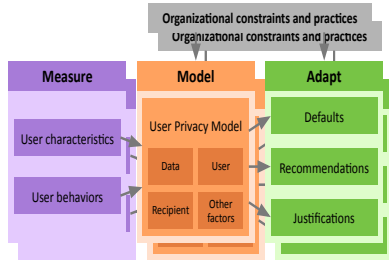 Organizational constraints and practices
Organizational constraints and practices
Measure
Model
Adapt
User characteristics
User behaviors
User Privacy Model
Data
User
Recipient
Other
factors
Defaults
Recommendations
Justifications